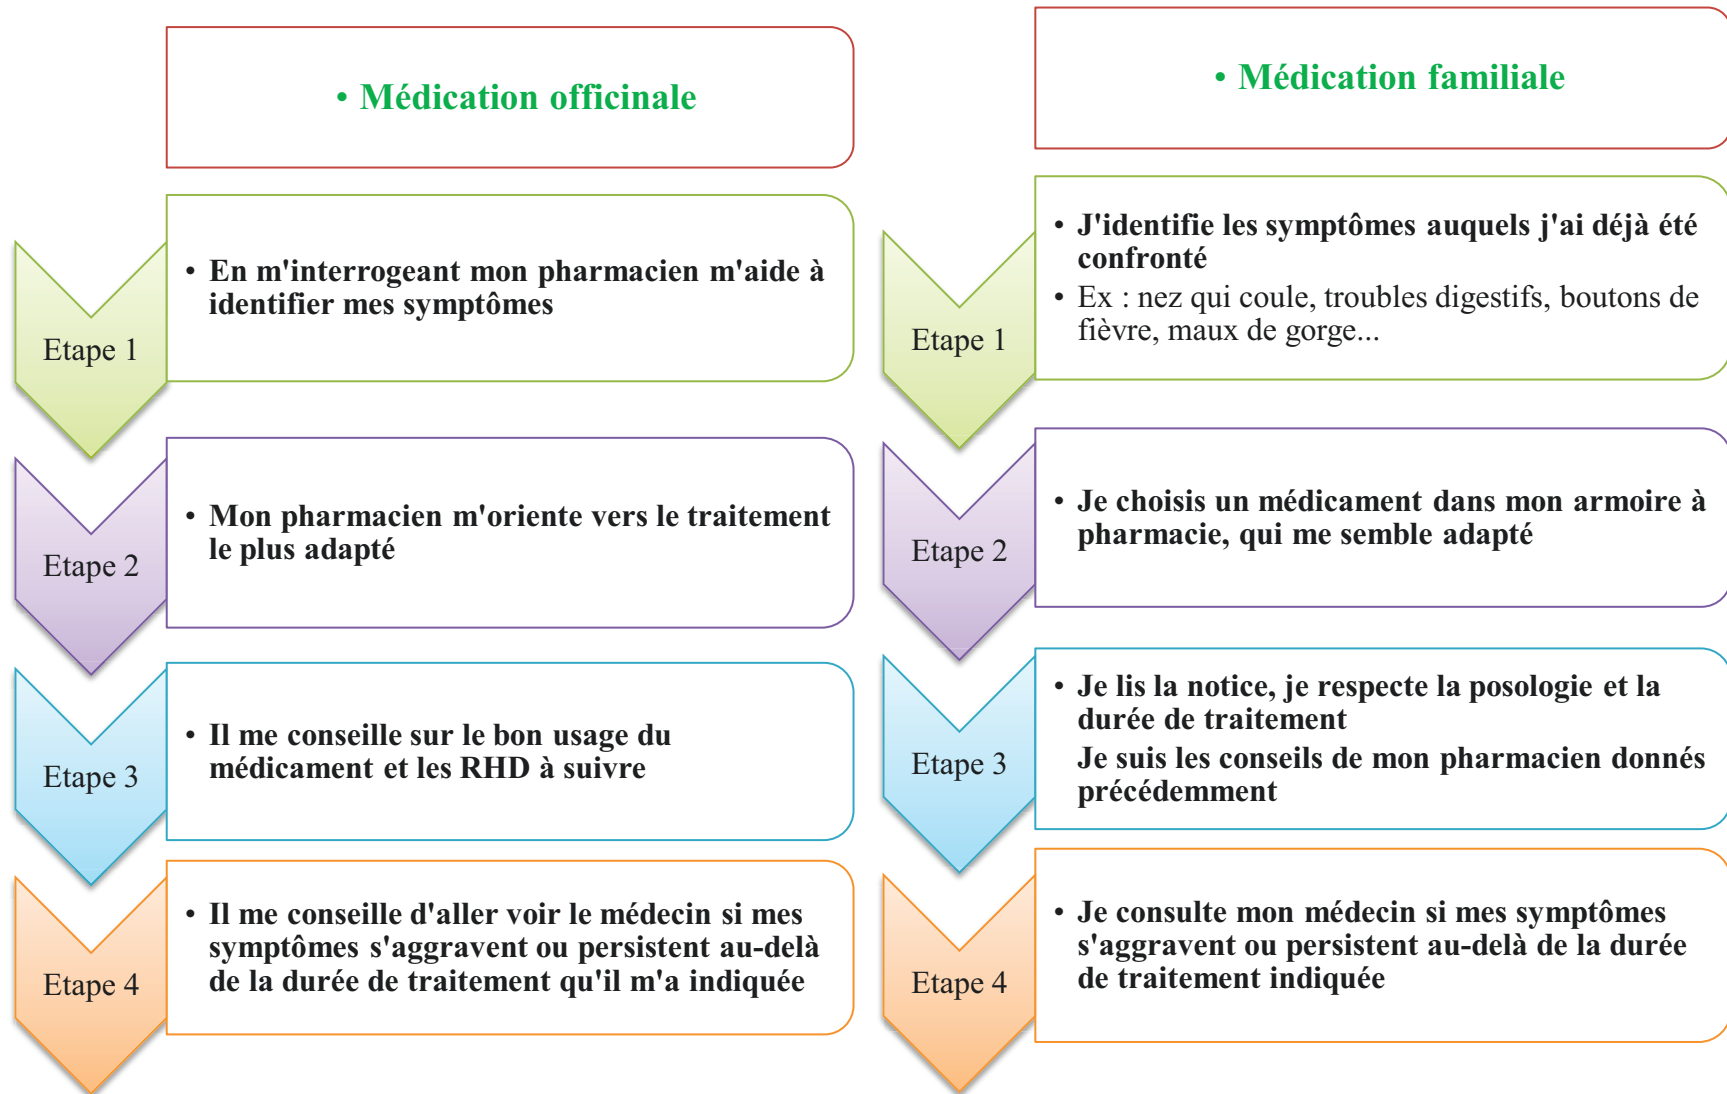 • Médication officinale
Etape 1
• En m'interrogeant mon pharmacien m'aide à
identifier mes symptômes
Etape 2
• Mon pharmacien m'oriente vers le traitement
le plus adapté
Etape 3
• Il me conseille sur le bon usage du
médicament et les RHD à suivre
Etape 4
• Il me conseille d'aller voir le médecin si mes
symptômes s'aggravent ou persistent au-delà
de la durée de traitement qu'il m'a indiquée
• Médication familiale
Etape 1
• J'identifie les symptômes auquels j'ai déjà été
confronté
• Ex : nez qui coule, troubles digestifs, boutons de
fièvre, maux de gorge...
Etape 2
• Je choisis un médicament dans mon armoire à
pharmacie, qui me semble adapté
Etape 3
• Je lis la notice, je respecte la posologie et la
durée de traitement
Je suis les conseils de mon pharmacien donnés
précédemment
Etape 4
• Je consulte mon médecin si mes symptômes
s'aggravent ou persistent au-delà de la durée
de traitement indiquée